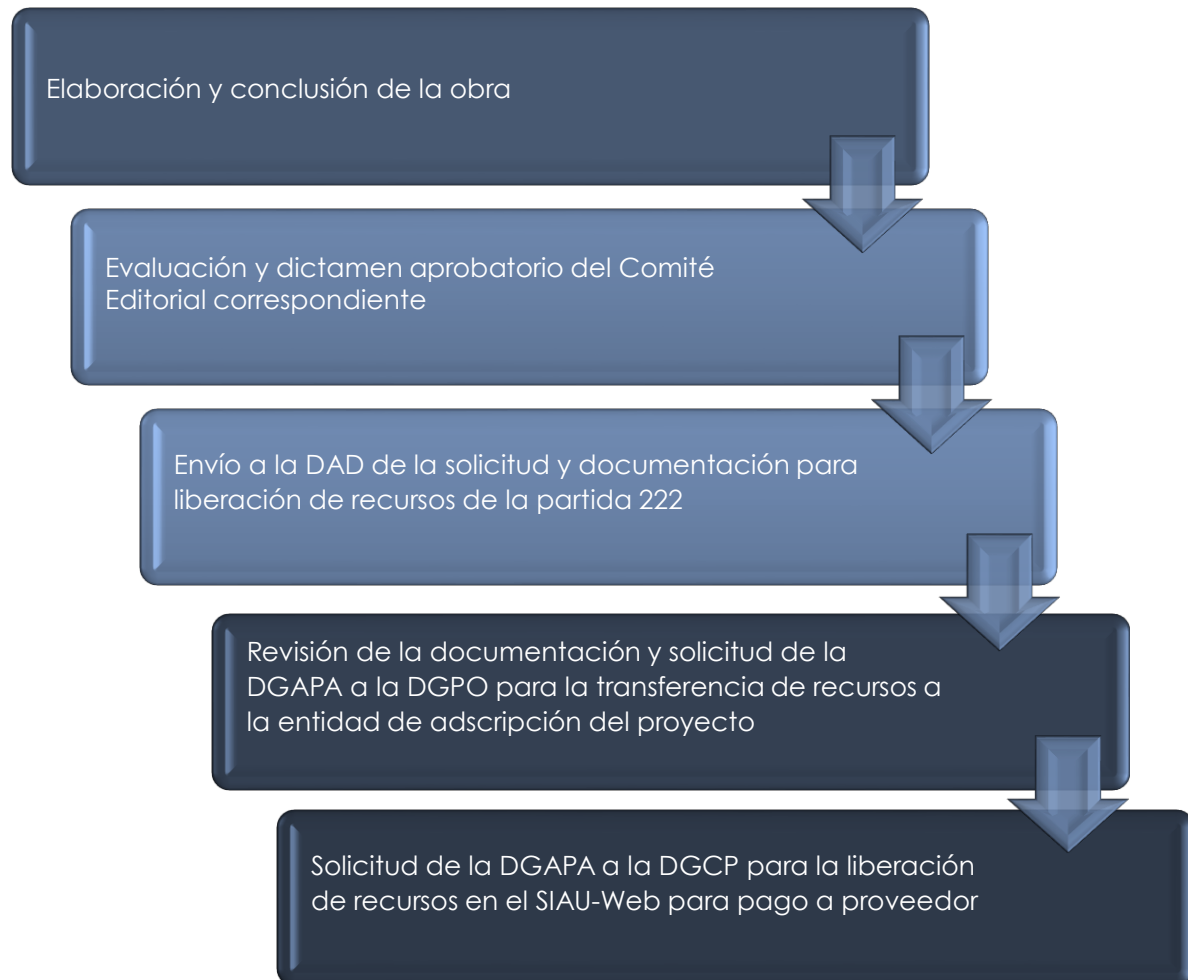 Elaboración y conclusión de la obra
Evaluación y dictamen aprobatorio del Comité
Editorial correspondiente
Envío a la DAD de la solicitud y documentación para
liberación de recursos de la partida 222
Revisión de la documentación y solicitud de la
DGAPA a la DGPO para la transferencia de recursos a
la entidad de adscripción del proyecto
Solicitud de la DGAPA a la DGCP para la liberación
de recursos en el SIAU-Web para pago a proveedor